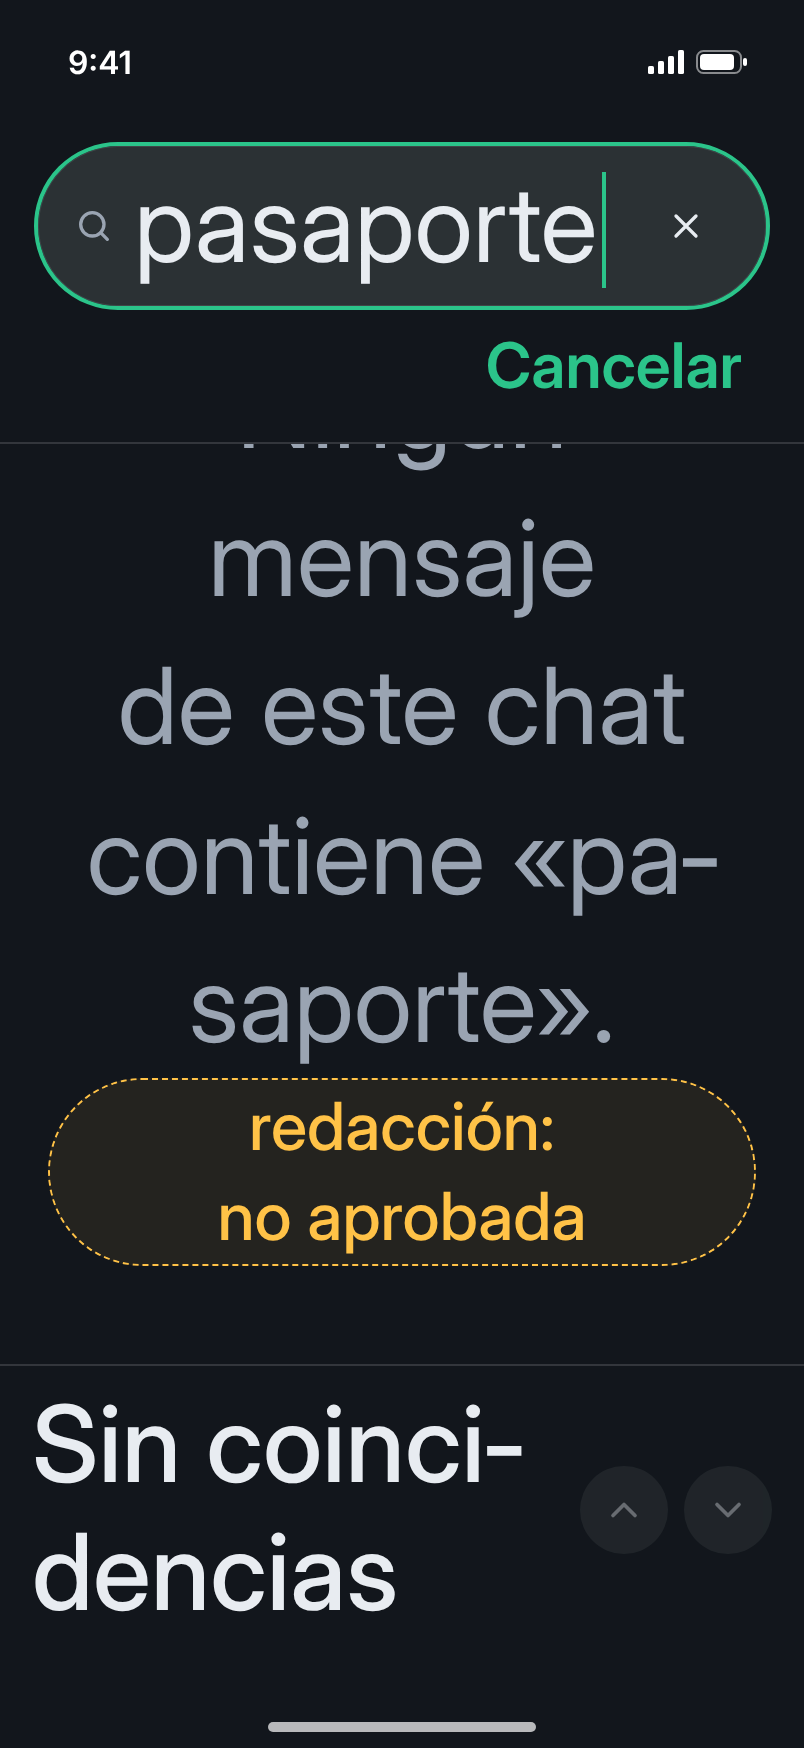 9:41
pasaporte
Cancelar
mensaje
de este chat
contiene «pa-
saporte».
redacción:
no aprobada
Sin coinci-
dencias